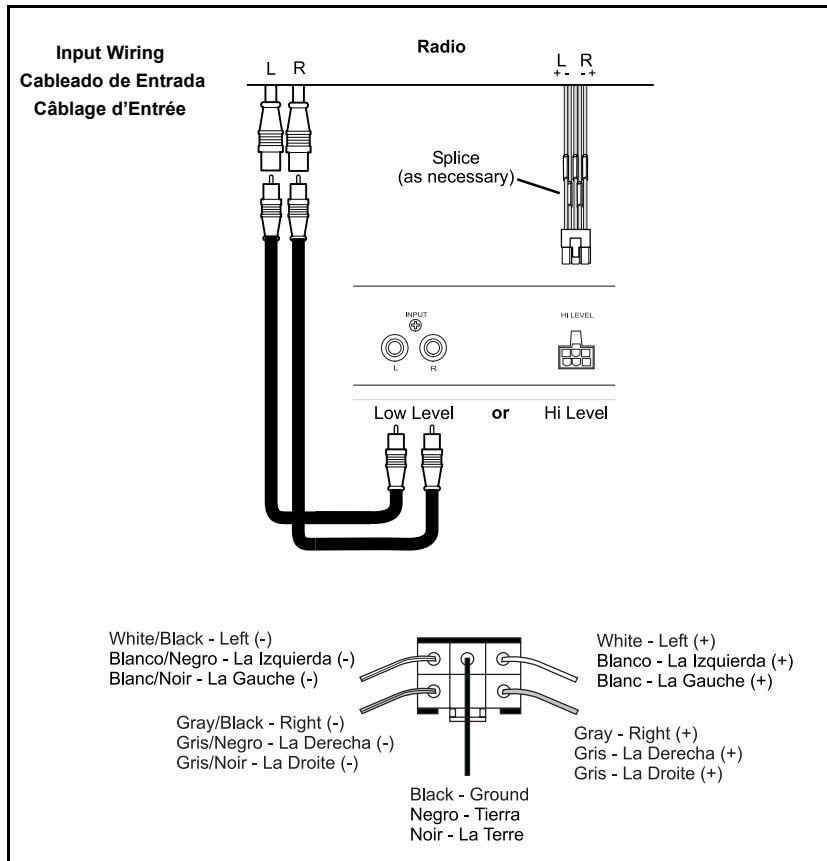 Input Wiring
Cableado de Entrada
Câblage d'Entrée
Radio
L R
L R
+ - - +
Splice
(as necessary)
INPUT
L R
HI LEVEL
Low Level or Hi Level
White/Black - Left (-)
Blanco/Negro - La Izquierda (-)
Blanc/Noir - La Gauche (-)
White - Left (+)
Blanco - La Izquierda (+)
Blanc - La Gauche (+)
Gray/Black - Right (-)
Gris/Negro - La Derecha (-)
Gris/Noir - La Droite (-)
Gray - Right (+)
Gris - La Derecha (+)
Gris - La Droite (+)
Black - Ground
Negro - Tierra
Noir - La Terre